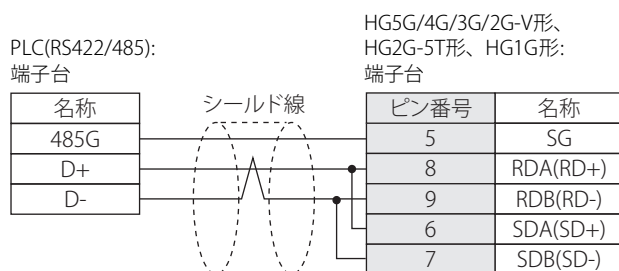 PLC(RS422/485):
端子台
HG5G/4G/3G/2G-V形、
HG2G-5T形、HG1G形:
端子台
名称
シールド線
ピン番号
名称
485G
5
SG
D+
8
RDA(RD+)
D-
9
RDB(RD-)
6
SDA(SD+)
7
SDB(SD-)